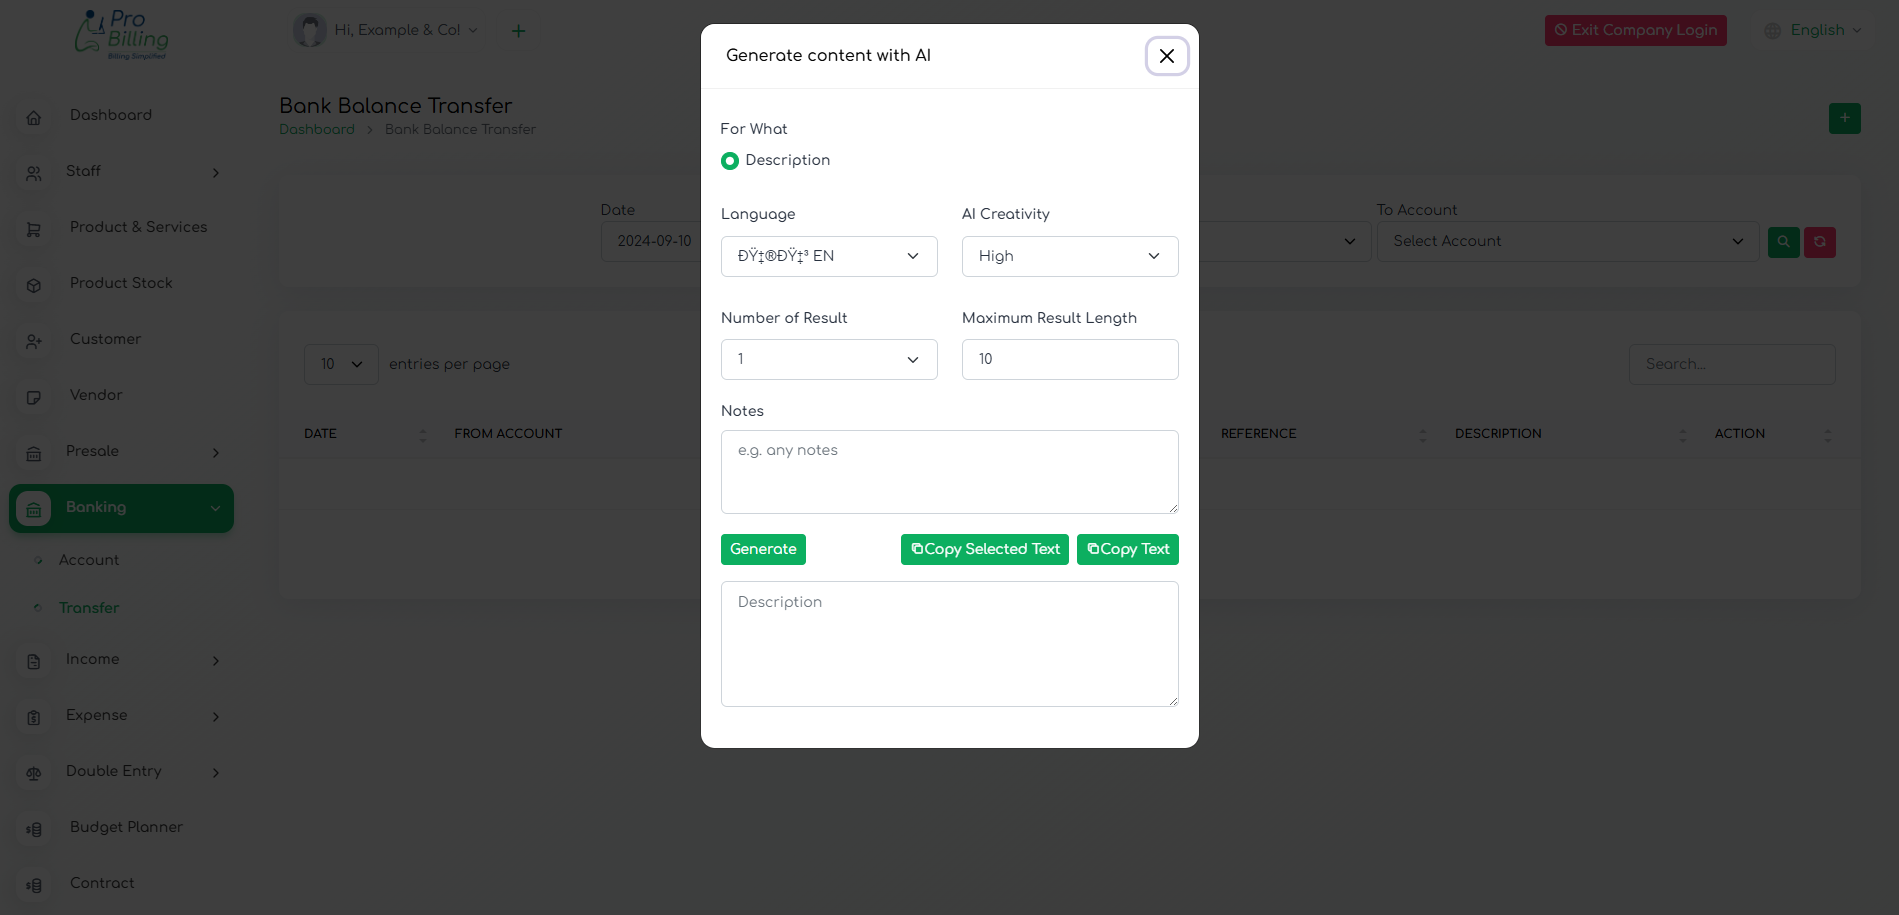 Pro
Billing
Billing Simplified
Hi, Example & Co!
Exit Company Login
English
Generate content with AI
Bank Balance Transfer
Dashboard > Bank Balance Transfer
Dashboard
Staff
Product & Services
Product Stock
Customer
Vendor
Presale
Banking
Account
Transfer
Income
Expense
Double Entry
Budget Planner
Contract
Date
2024-09-10
To Account
Select Account
10 entries per page
Search...
DATE
FROM ACCOUNT
REFERENCE
DESCRIPTION
ACTION
For What
Description
Language
AI Creativity
ÐŸ‡®ÐŸ‡³ EN
High
Number of Result
Maximum Result Length
1
10
Notes
e.g. any notes
Generate
Copy Selected Text
Copy Text
Description